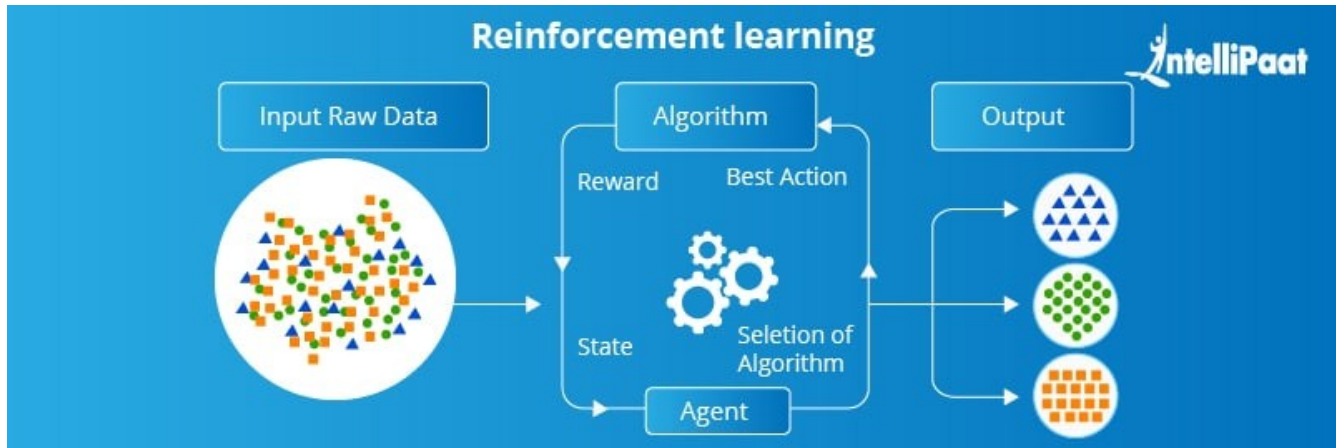 Reinforcement learning
IntelliPaat
Input Raw Data
Algorithm
Output
Reward
Best Action
State
Seletion of
Algorithm
Agent